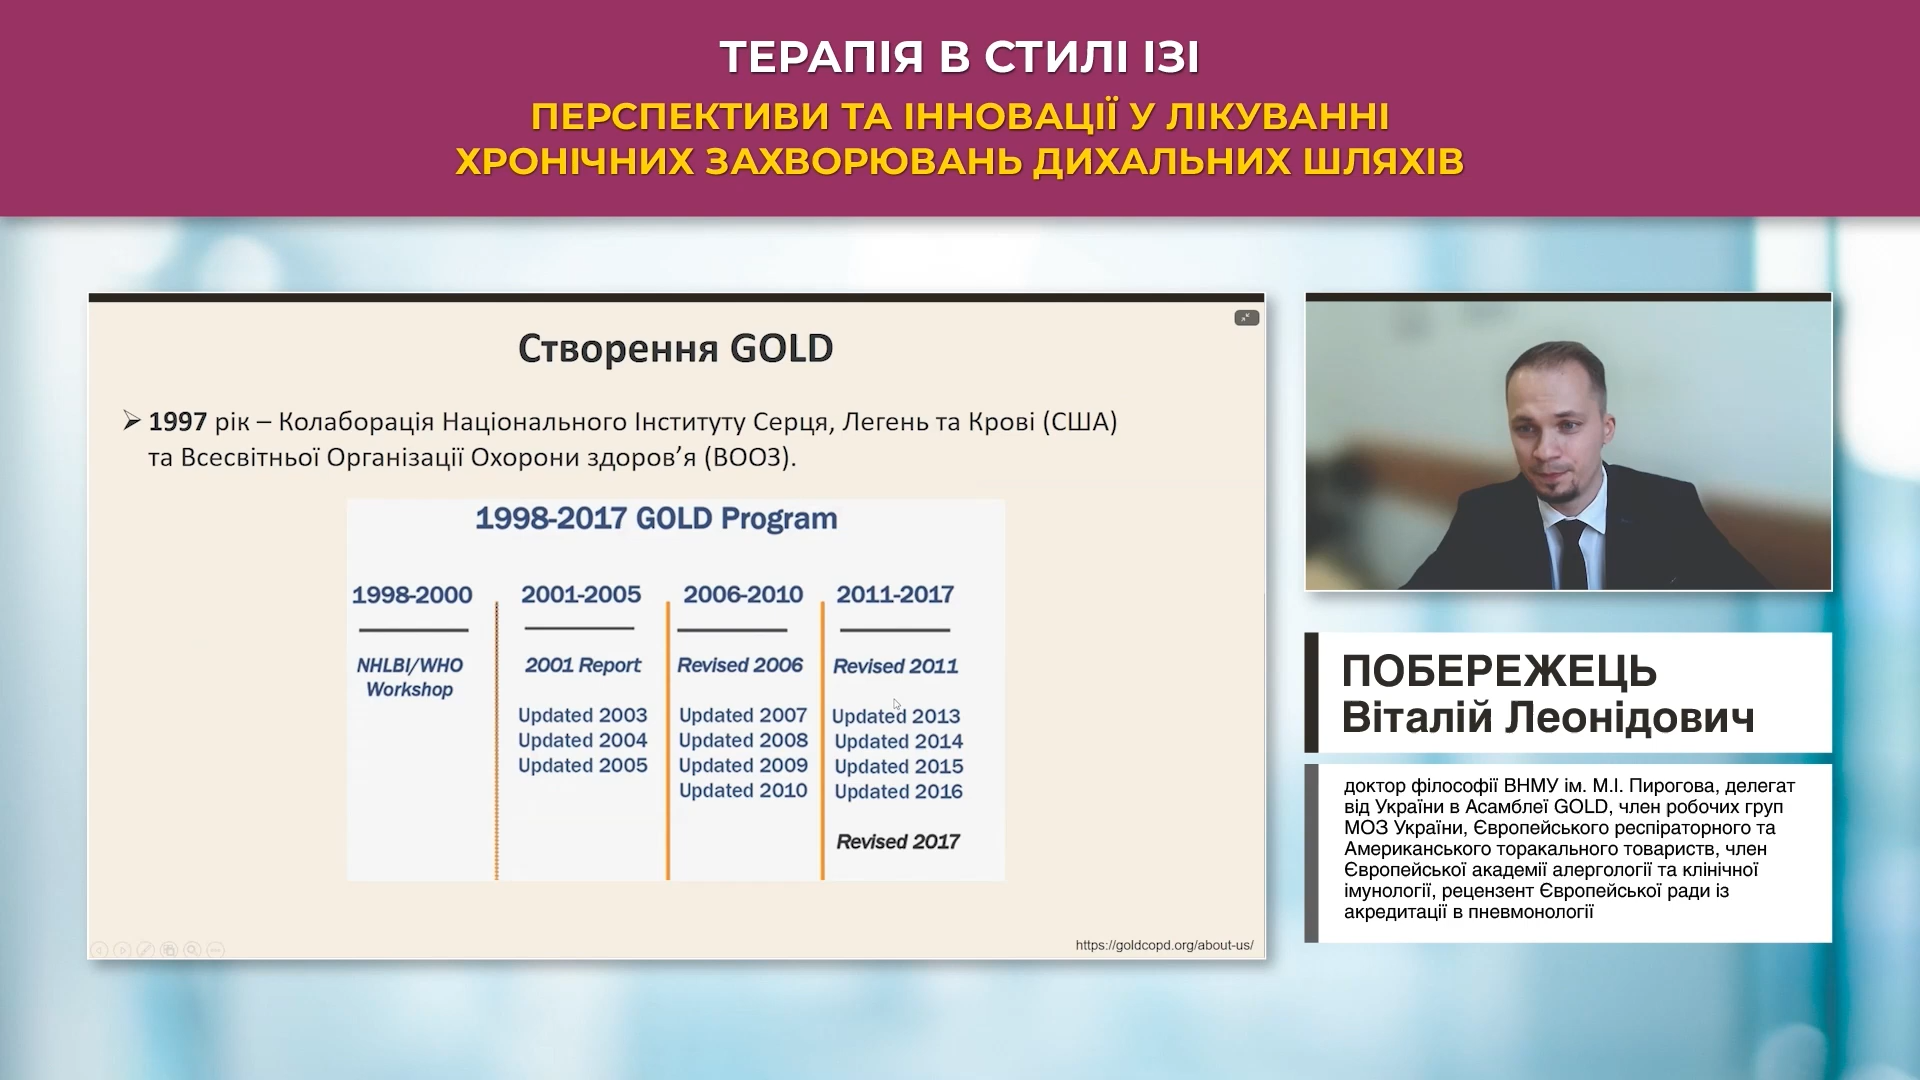 ТЕРАПІЯ В СТИЛІ ІЗІ
ПЕРСПЕКТИВИ ТА ІННОВАЦІЇ У ЛІКУВАННІ
ХРОНІЧНИХ ЗАХВОРЮВАНЬ ДИХАЛЬНИХ ШЛЯХІВ
Створення GOLD
➢ 1997 рік – Колаборація Національного Інституту Серця, Легень та Крові (США)
та Всесвітньої Організації Охорони здоров’я (ВООЗ).
1998-2017 GOLD Program
1998-2000
NHLBI/WHO
Workshop
2001-2005
2001 Report
Updated 2003
Updated 2004
Updated 2005
2006-2010
Revised 2006
Updated 2007
Updated 2008
Updated 2009
Updated 2010
2011-2017
Revised 2011
Updated 2013
Updated 2014
Updated 2015
Updated 2016
Revised 2017
https://goldcopd.org/about-us/
ПОБЕРЕЖЕЦЬ
Віталій Леонідович
доктор філософії ВНМУ ім. М.І. Пирогова, делегат
від України в Асамблеї GOLD, член робочих груп
МОЗ України, Європейського респіраторного та
Американського торакального товариств, член
Європейської академії алергології та клінічної
імунології, рецензент Європейської ради із
акредитації в пневмонології